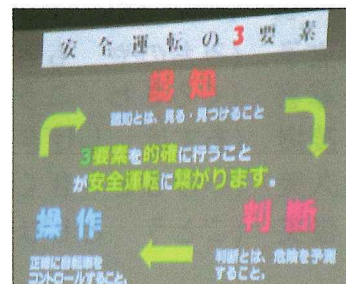 安全運転の3要素
認知
認知とは、見る・見つけること
3要素を的確に行うこと
が安全運転に繋がります。
判断
判断とは、危険を予測
すること。
操作
正確に自転車を
コントロールすること。